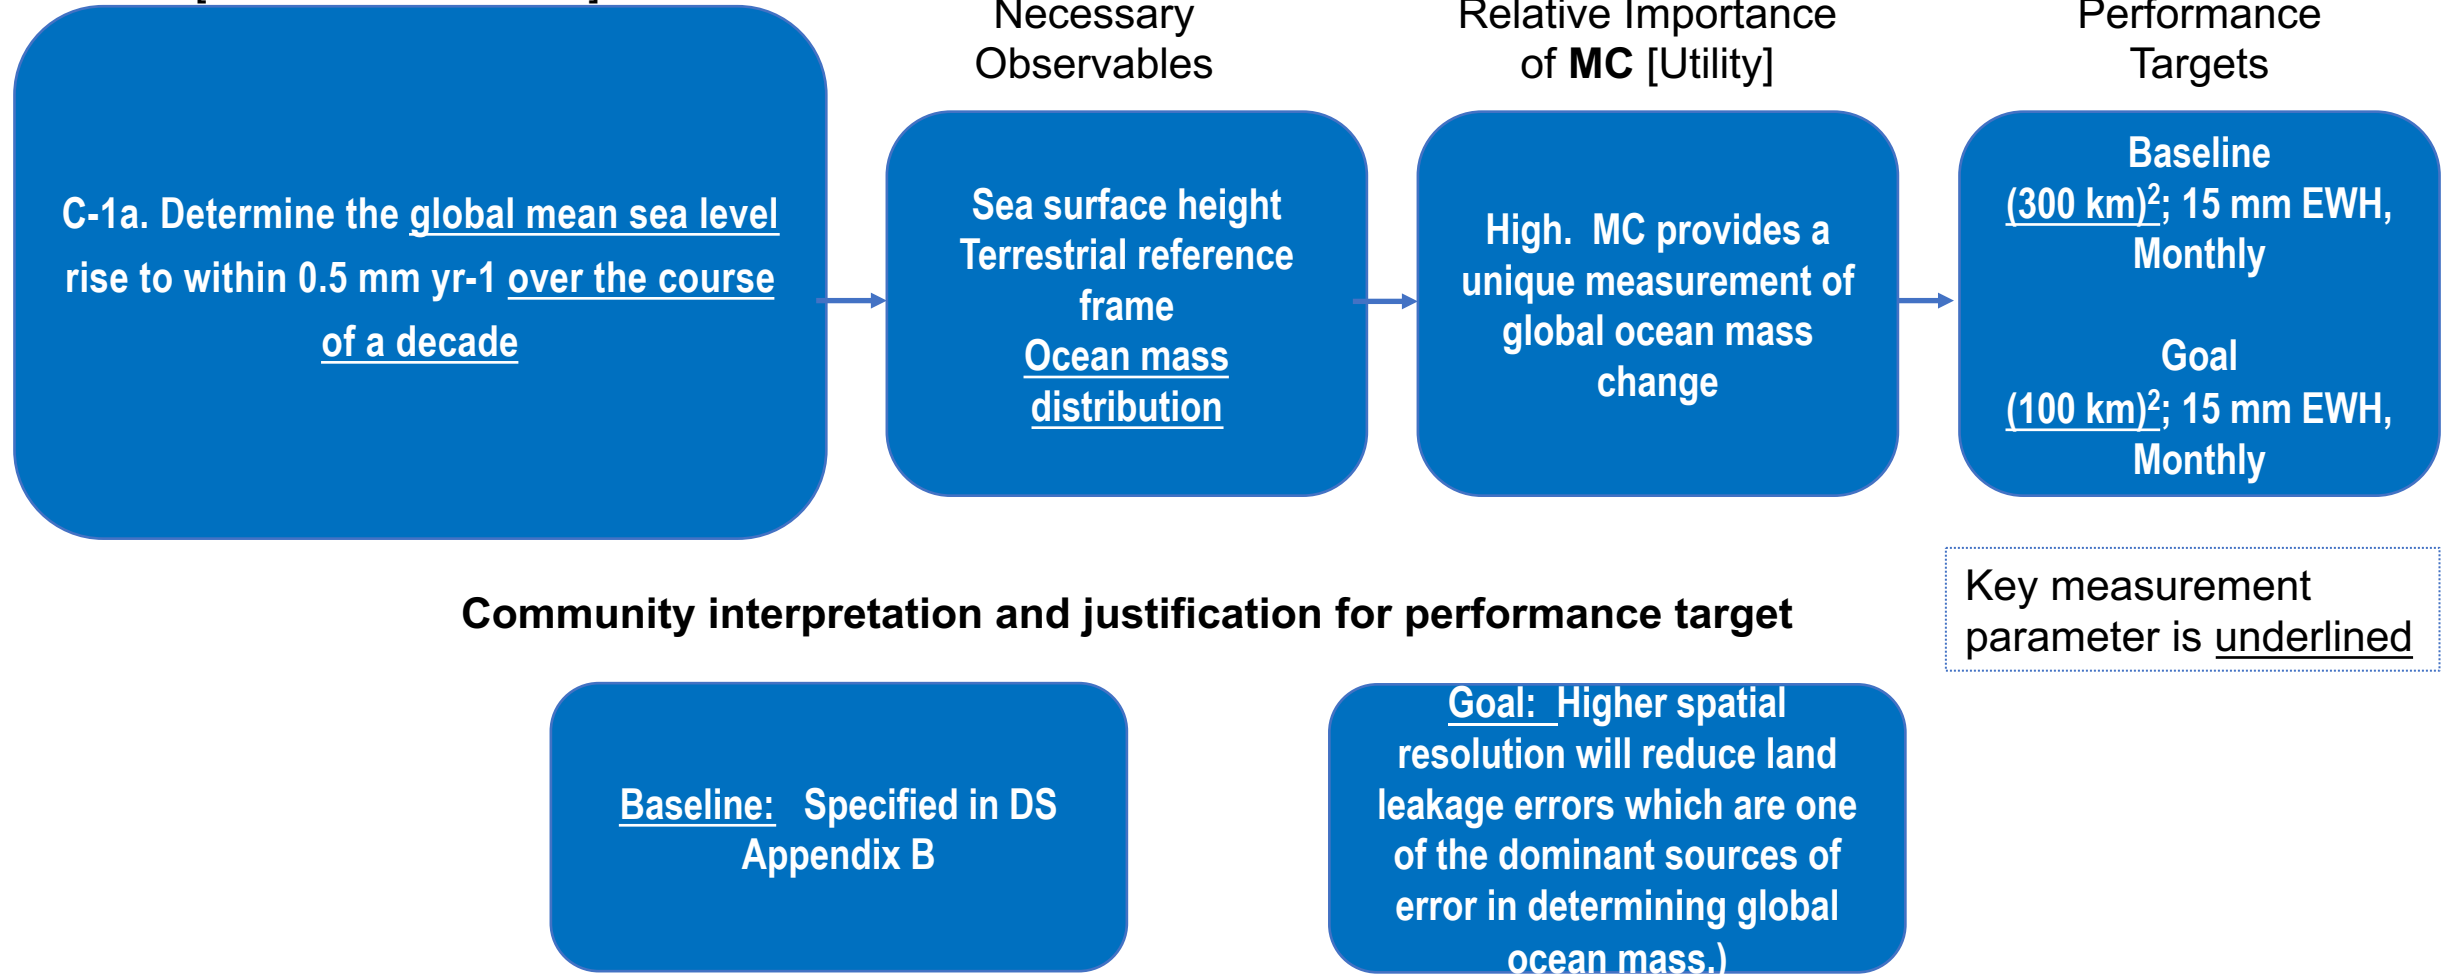 Necessary
Observables
Relative Importance
of MC [Utility]
Performance
Targets
C-1a. Determine the global mean sea level
rise to within 0.5 mm yr-1 over the course
of a decade
Sea surface height
Terrestrial reference
frame
Ocean mass
distribution
High. MC provides a
unique measurement of
global ocean mass
change
Baseline
(300 km)²; 15 mm EWH,
Monthly
Goal
(100 km)²; 15 mm EWH,
Monthly
Key measurement
parameter is underlined
Community interpretation and justification for performance target
Baseline: Specified in DS
Appendix B
Goal: Higher spatial
resolution will reduce land
leakage errors which are one
of the dominant sources of
error in determining global
ocean mass.)